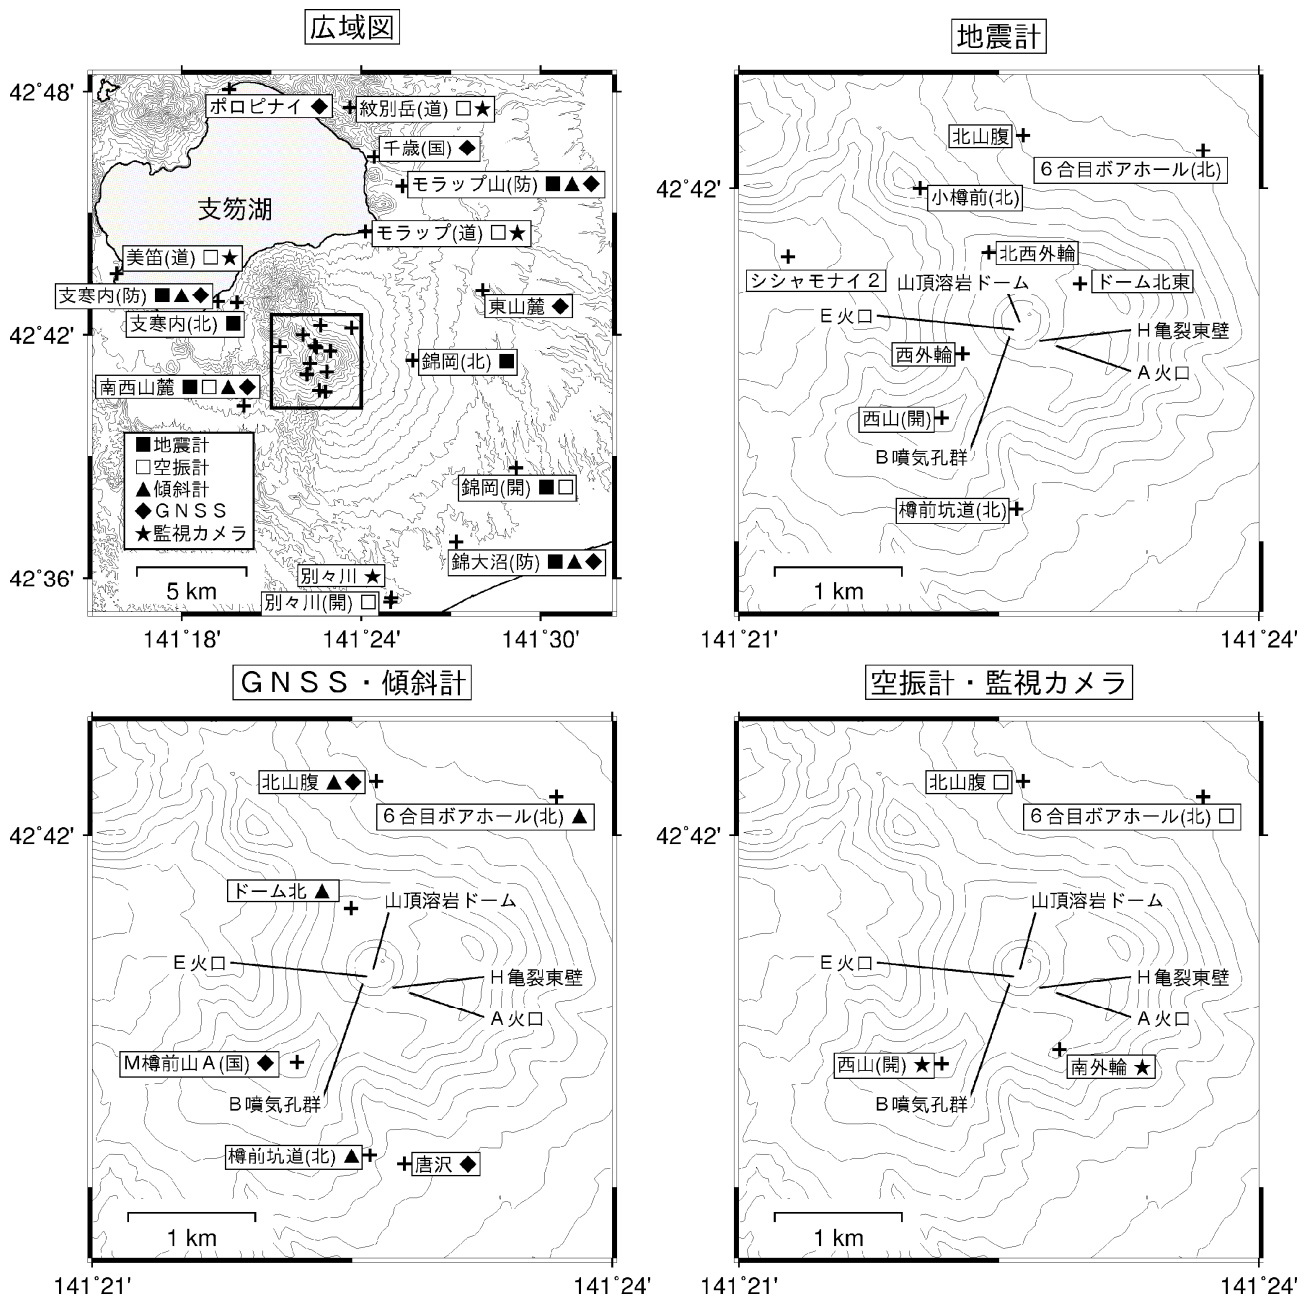 広域図
42°48'
42°42'
42°36'
141°18'
141°24'
141°30'
ポロピナイ ◆
紋別岳(道) □★
千歳(国) ◆
モラップ山(防) ■▲◆
支笏湖
モラップ(道) □★
美笛(道) □★
支寒内(防) ■▲◆
支寒内(北) ■
東山麓 ◆
錦岡(北) ■
南西山麓 ■□▲◆
■地震計
□空振計
▲傾斜計
◆GNSS
★監視カメラ
錦岡(開) ■□
錦大沼(防) ■▲◆
別々川 ★
別々川(開) □
5 km
地震計
42°42'
141°21'
141°24'
北山腹
6合目ボアホール(北)
小樽前(北)
北西外輪
シシャモナイ2
山頂溶岩ドーム
ドーム北東
E火口
H亀裂東壁
西外輪
A火口
西山(開)
B噴気孔群
樽前坑道(北)
1 km
GNSS・傾斜計
42°42'
141°21'
141°24'
北山腹 ▲◆
6合目ボアホール(北) ▲
ドーム北 ▲
山頂溶岩ドーム
E火口
H亀裂東壁
A火口
M樽前山A(国) ◆
B噴気孔群
樽前坑道(北) ▲
唐沢 ◆
1 km
空振計・監視カメラ
42°42'
141°21'
141°24'
北山腹 □
6合目ボアホール(北) □
山頂溶岩ドーム
E火口
H亀裂東壁
A火口
西山(開) ★
南外輪 ★
B噴気孔群
1 km